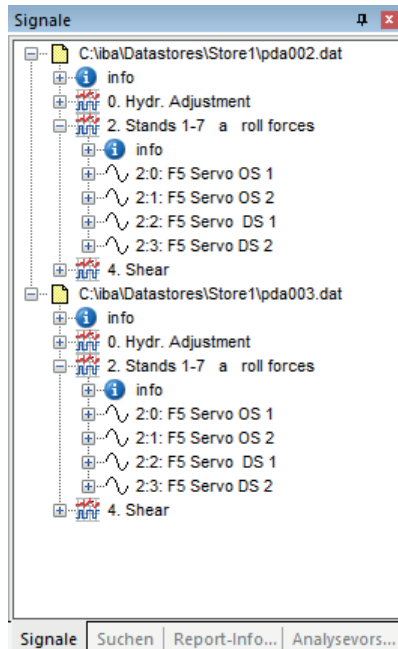 Signale
C:\iba\Datastores\Store1\pda002.dat
info
0. Hydr. Adjustment
2. Stands 1-7 a roll forces
info
2:0: F5 Servo OS 1
2:1: F5 Servo OS 2
2:2: F5 Servo DS 1
2:3: F5 Servo DS 2
4. Shear
C:\iba\Datastores\Store1\pda003.dat
info
0. Hydr. Adjustment
2. Stands 1-7 a roll forces
info
2:0: F5 Servo OS 1
2:1: F5 Servo OS 2
2:2: F5 Servo DS 1
2:3: F5 Servo DS 2
4. Shear
Signale Suchen Report-Info... Analysevors...